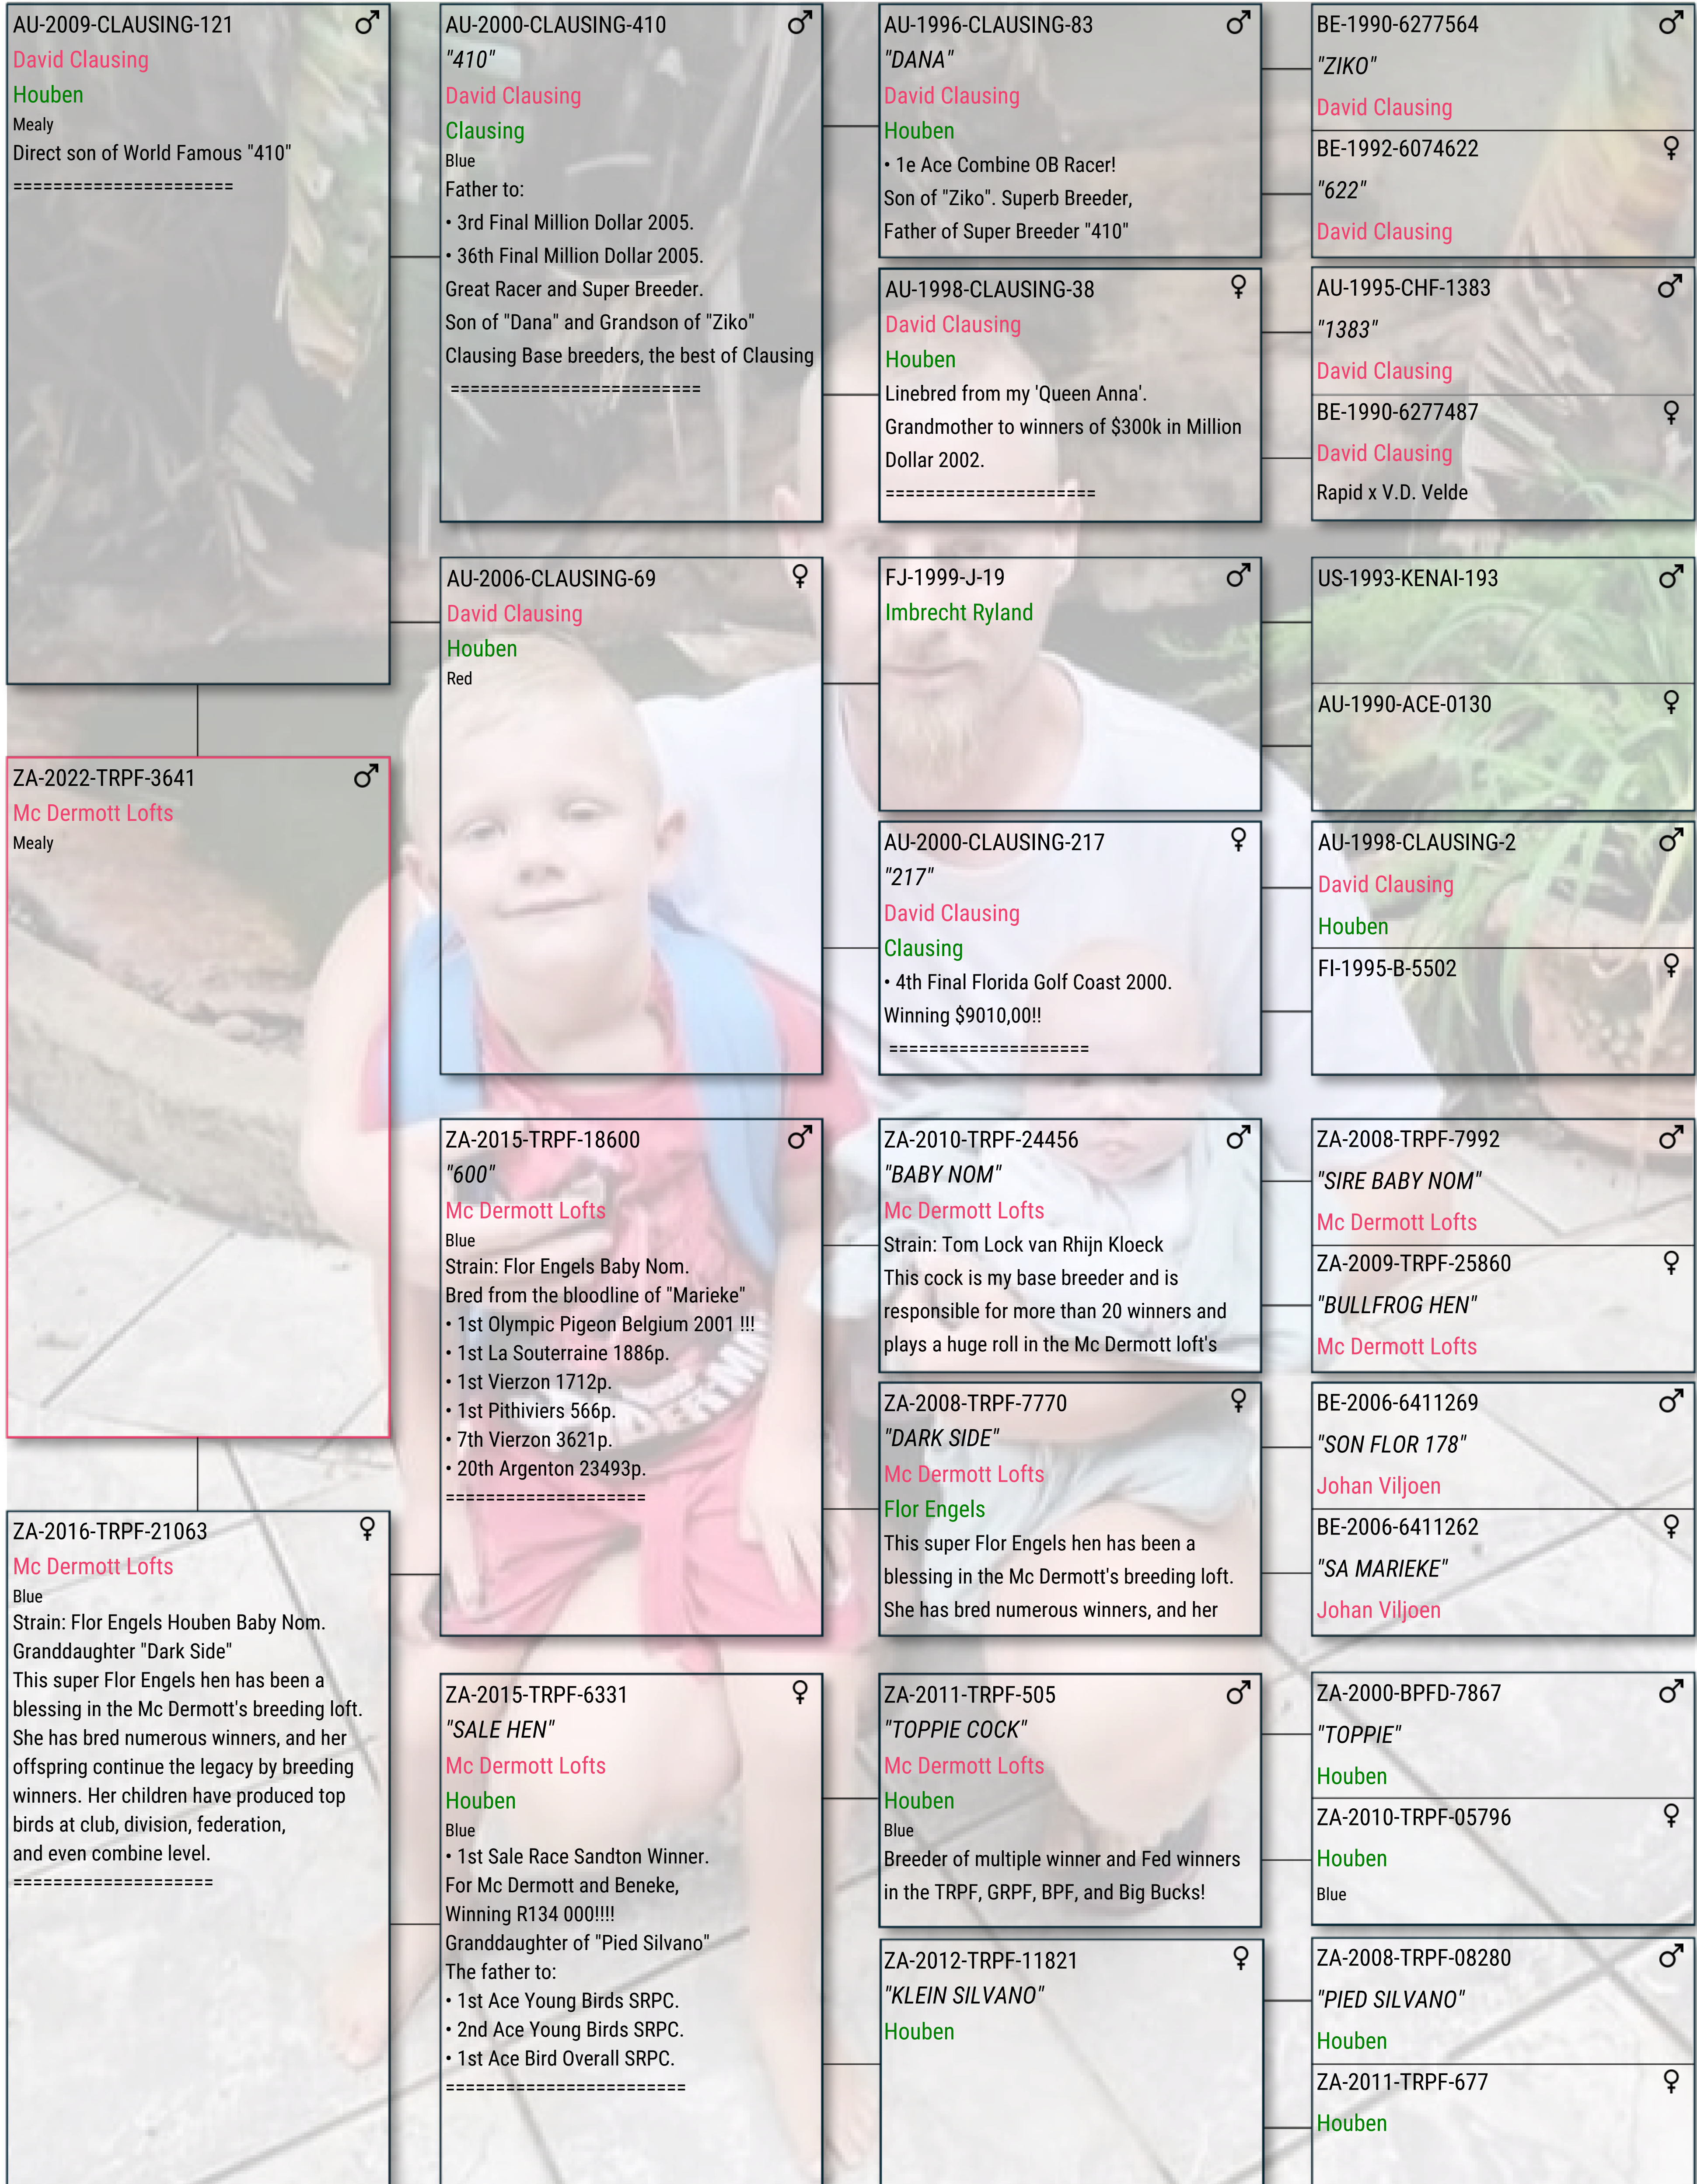 AU-2009-CLAUSING-121 ♂
David Clausing
Houben
Mealy
Direct son of World Famous "410"
======================
ZA-2022-TRPF-3641 ♂
Mc Dermott Lofts
Mealy
ZA-2016-TRPF-21063 ♀
Mc Dermott Lofts
Blue
Strain: Flor Engels Houben Baby Nom.
Granddaughter "Dark Side"
This super Flor Engels hen has been a
blessing in the Mc Dermott's breeding loft.
She has bred numerous winners, and her
offspring continue the legacy by breeding
winners. Her children have produced top
birds at club, division, federation,
and even combine level.
====================
AU-2000-CLAUSING-410 ♂
"410"
David Clausing
Clausing
Blue
Father to:
• 3rd Final Million Dollar 2005.
• 36th Final Million Dollar 2005.
Great Racer and Super Breeder.
Son of "Dana" and Grandson of "Ziko"
Clausing Base breeders, the best of Clausing
=========================
AU-2006-CLAUSING-69 ♀
David Clausing
Houben
Red
ZA-2015-TRPF-18600 ♂
"600"
Mc Dermott Lofts
Blue
Strain: Flor Engels Baby Nom.
Bred from the bloodline of "Marieke"
• 1st Olympic Pigeon Belgium 2001 !!!
• 1st La Souterraine 1886p.
• 1st Vierzon 1712p.
• 1st Pithiviers 566p.
• 7th Vierzon 3621p.
• 20th Argenton 23493p.
====================
ZA-2015-TRPF-6331 ♀
"SALE HEN"
Mc Dermott Lofts
Houben
Blue
• 1st Sale Race Sandton Winner.
For Mc Dermott and Beneke,
Winning R134 000!!!!
Granddaughter of "Pied Silvano"
The father to:
• 1st Ace Young Birds SRPC.
• 2nd Ace Young Birds SRPC.
• 1st Ace Bird Overall SRPC.
========================
AU-1996-CLAUSING-83 ♂
"DANA"
David Clausing
Houben
• 1e Ace Combine OB Racer!
Son of "Ziko". Superb Breeder,
Father of Super Breeder "410"
AU-1998-CLAUSING-38 ♀
David Clausing
Houben
Linebred from my 'Queen Anna'.
Grandmother to winners of $300k in Million
Dollar 2002.
=====================
FJ-1999-J-19 ♂
Imbrecht Ryland
AU-2000-CLAUSING-217 ♀
"217"
David Clausing
Clausing
• 4th Final Florida Golf Coast 2000.
Winning $9010,00!!
====================
ZA-2010-TRPF-24456 ♂
"BABY NOM"
Mc Dermott Lofts
Strain: Tom Lock van Rhijn Kloeck
This cock is my base breeder and is
responsible for more than 20 winners and
plays a huge roll in the Mc Dermott loft's
ZA-2008-TRPF-7770 ♀
"DARK SIDE"
Mc Dermott Lofts
Flor Engels
This super Flor Engels hen has been a
blessing in the Mc Dermott's breeding loft.
She has bred numerous winners, and her
ZA-2011-TRPF-505 ♂
"TOPPIE COCK"
Mc Dermott Lofts
Houben
Blue
Breeder of multiple winner and Fed winners
in the TRPF, GRPF, BPF, and Big Bucks!
ZA-2012-TRPF-11821 ♀
"KLEIN SILVANO"
Houben
BE-1990-6277564 ♂
"ZIKO"
David Clausing
BE-1992-6074622 ♀
"622"
David Clausing
AU-1995-CHF-1383 ♂
"1383"
David Clausing
BE-1990-6277487 ♀
David Clausing
Rapid x V.D. Velde
US-1993-KENAI-193 ♂
AU-1990-ACE-0130 ♀
AU-1998-CLAUSING-2 ♂
David Clausing
Houben
FI-1995-B-5502 ♀
ZA-2008-TRPF-7992 ♂
"SIRE BABY NOM"
Mc Dermott Lofts
ZA-2009-TRPF-25860 ♀
"BULLFROG HEN"
Mc Dermott Lofts
BE-2006-6411269 ♂
"SON FLOR 178"
Johan Viljoen
BE-2006-6411262 ♀
"SA MARIEKE"
Johan Viljoen
ZA-2000-BPFD-7867 ♂
"TOPPIE"
Houben
ZA-2010-TRPF-05796 ♀
Houben
Blue
ZA-2008-TRPF-08280 ♂
"PIED SILVANO"
Houben
ZA-2011-TRPF-677 ♀
Houben